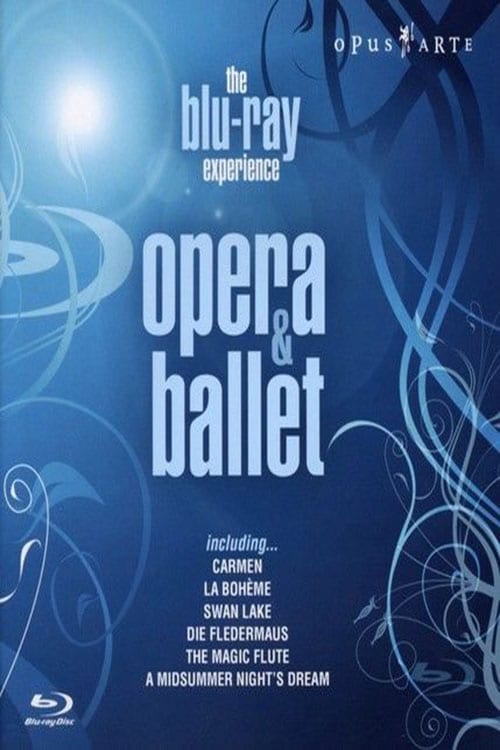 OPUS ARTE
the
blu-ray
experience
opera
&
ballet
including...
CARMEN
LA BOHÈME
SWAN LAKE
DIE FLEDERMAUS
THE MAGIC FLUTE
A MIDSUMMER NIGHT'S DREAM
Blu-ray Disc